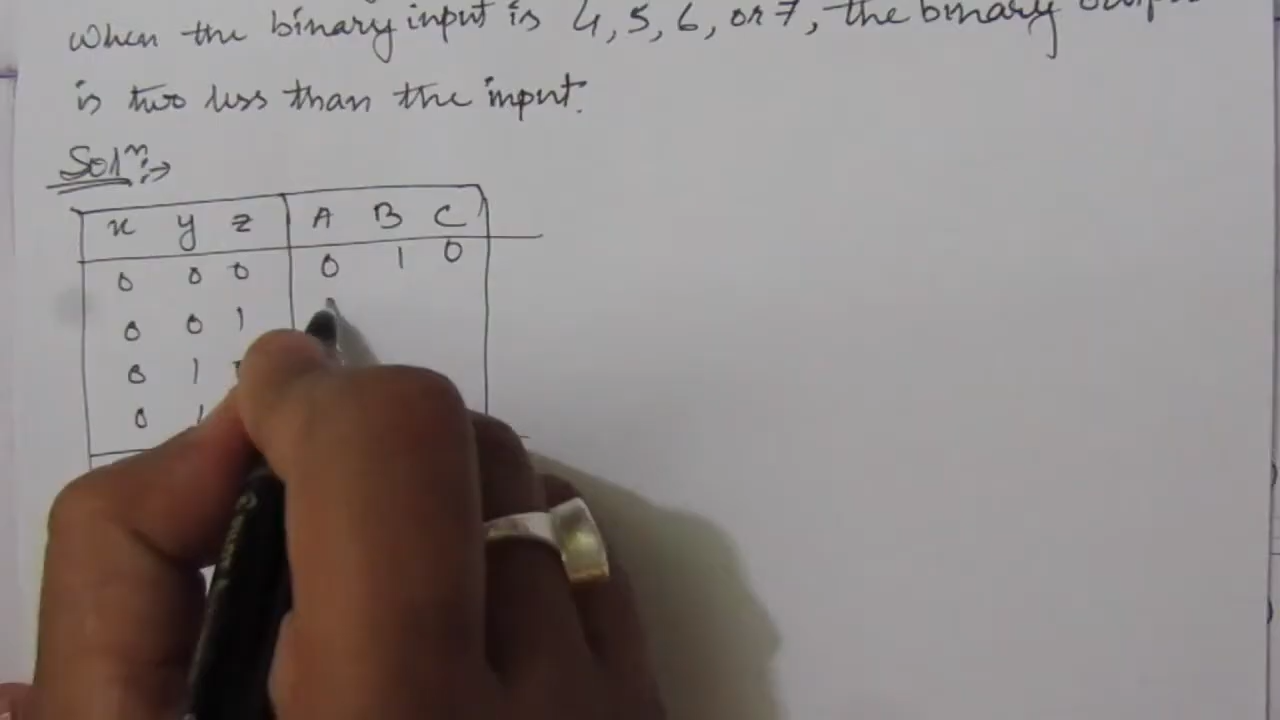 When the binary input is 4, 5, 6, or 7, the binary
is two less than the input.
Solⁿ:→
x y z A B C
0 0 0 0 1 0
0 0 1
0 1
0 1